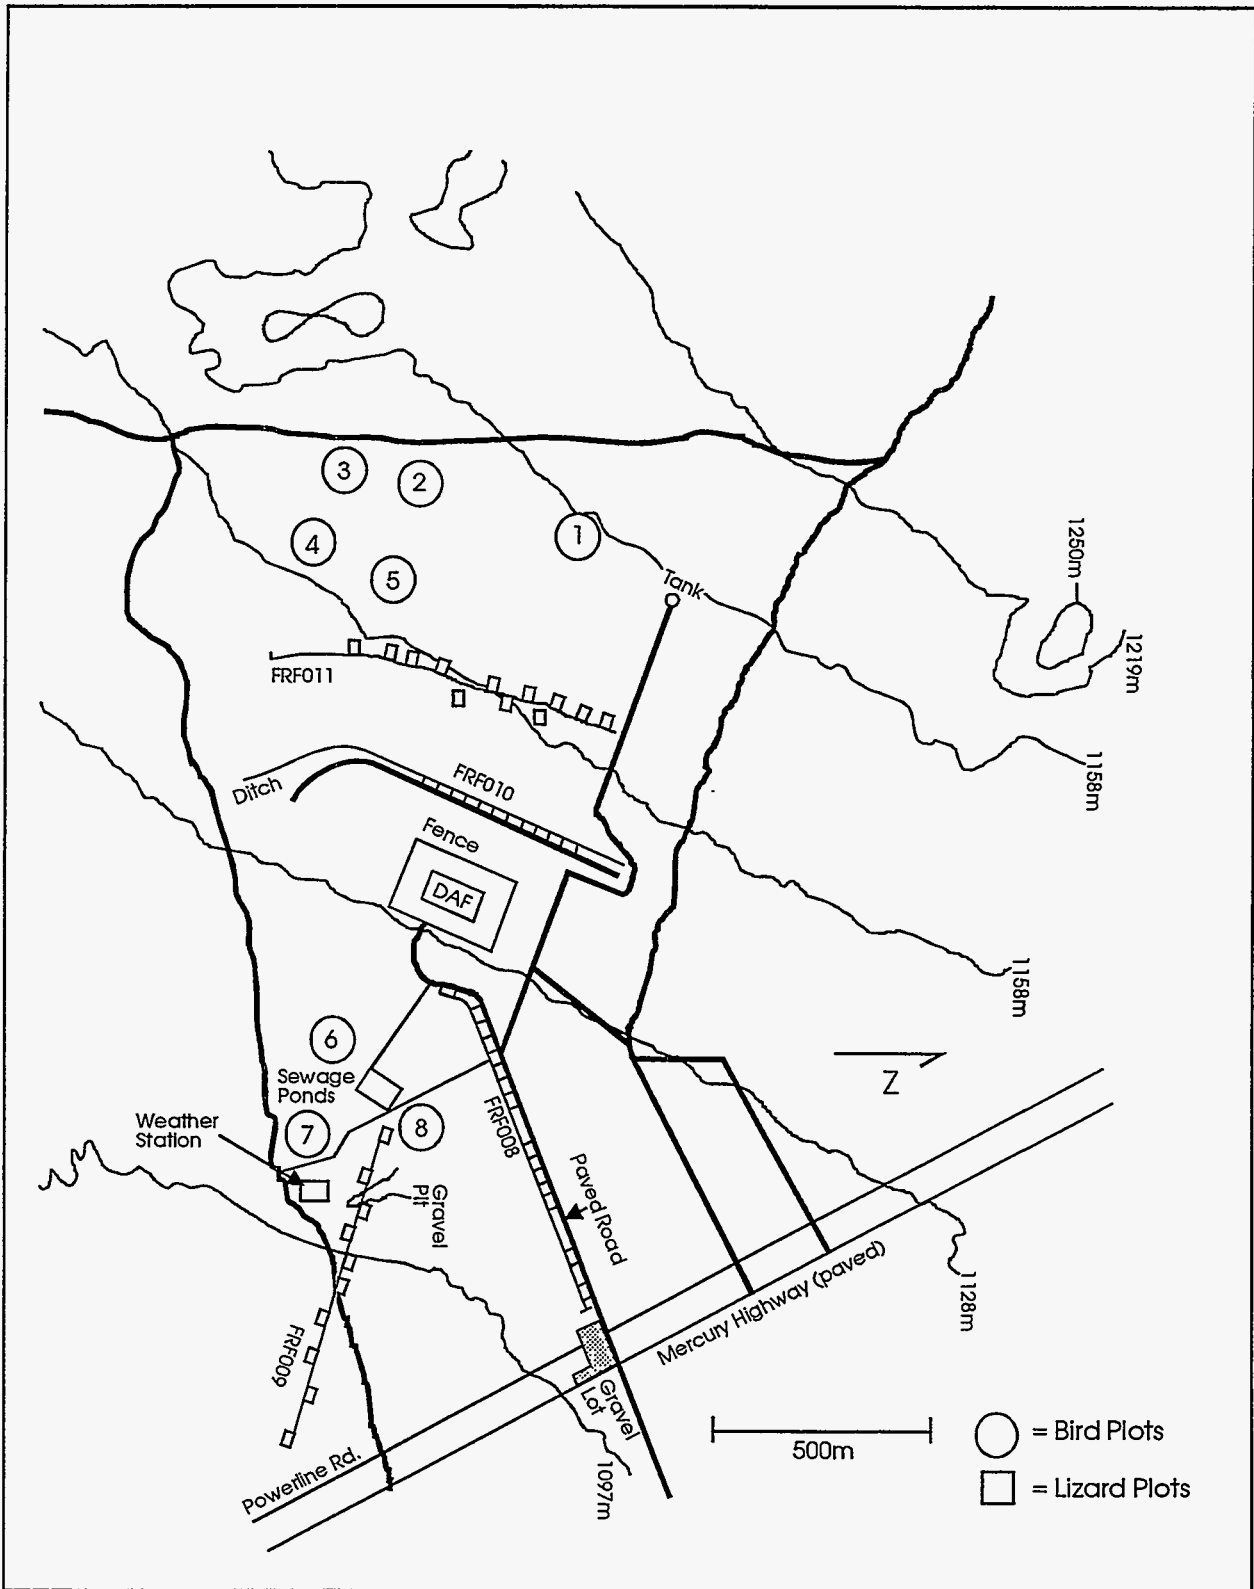 3
2
1
4
5
1250m
Tank
1219m
FRF011
1158m
Ditch
FRF010
Fence
DAF
1158m
6
Sewage
Ponds
Z
Weather
Station
7
8
FRF008
Gravel
Pit
Paved Road
Mercury Highway (paved)
1128m
FRF009
Gravel
Lot
500m
= Bird Plots
Powerline Rd.
1097m
= Lizard Plots